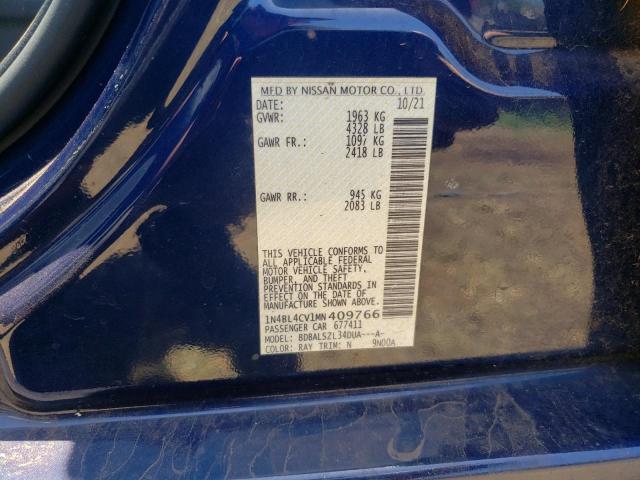 MFD BY NISSAN MOTOR CO., LTD.
DATE: 10/21
GVWR: 1963 KG
4328 LB
GAWR FR.: 1097 KG
2418 LB
GAWR RR.: 945 KG
2083 LB
THIS VEHICLE CONFORMS TO
ALL APPLICABLE FEDERAL
MOTOR VEHICLE SAFETY,
BUMPER, AND THEFT
PREVENTION STANDARDS IN
EFFECT ON THE DATE OF
MANUFACTURE SHOWN ABOVE.
1N4BL4CV1MN409766
PASSENGER CAR 677411
MODEL: BDBALSZL34DUA---A-
COLOR: RAY TRIM: N 9N00A